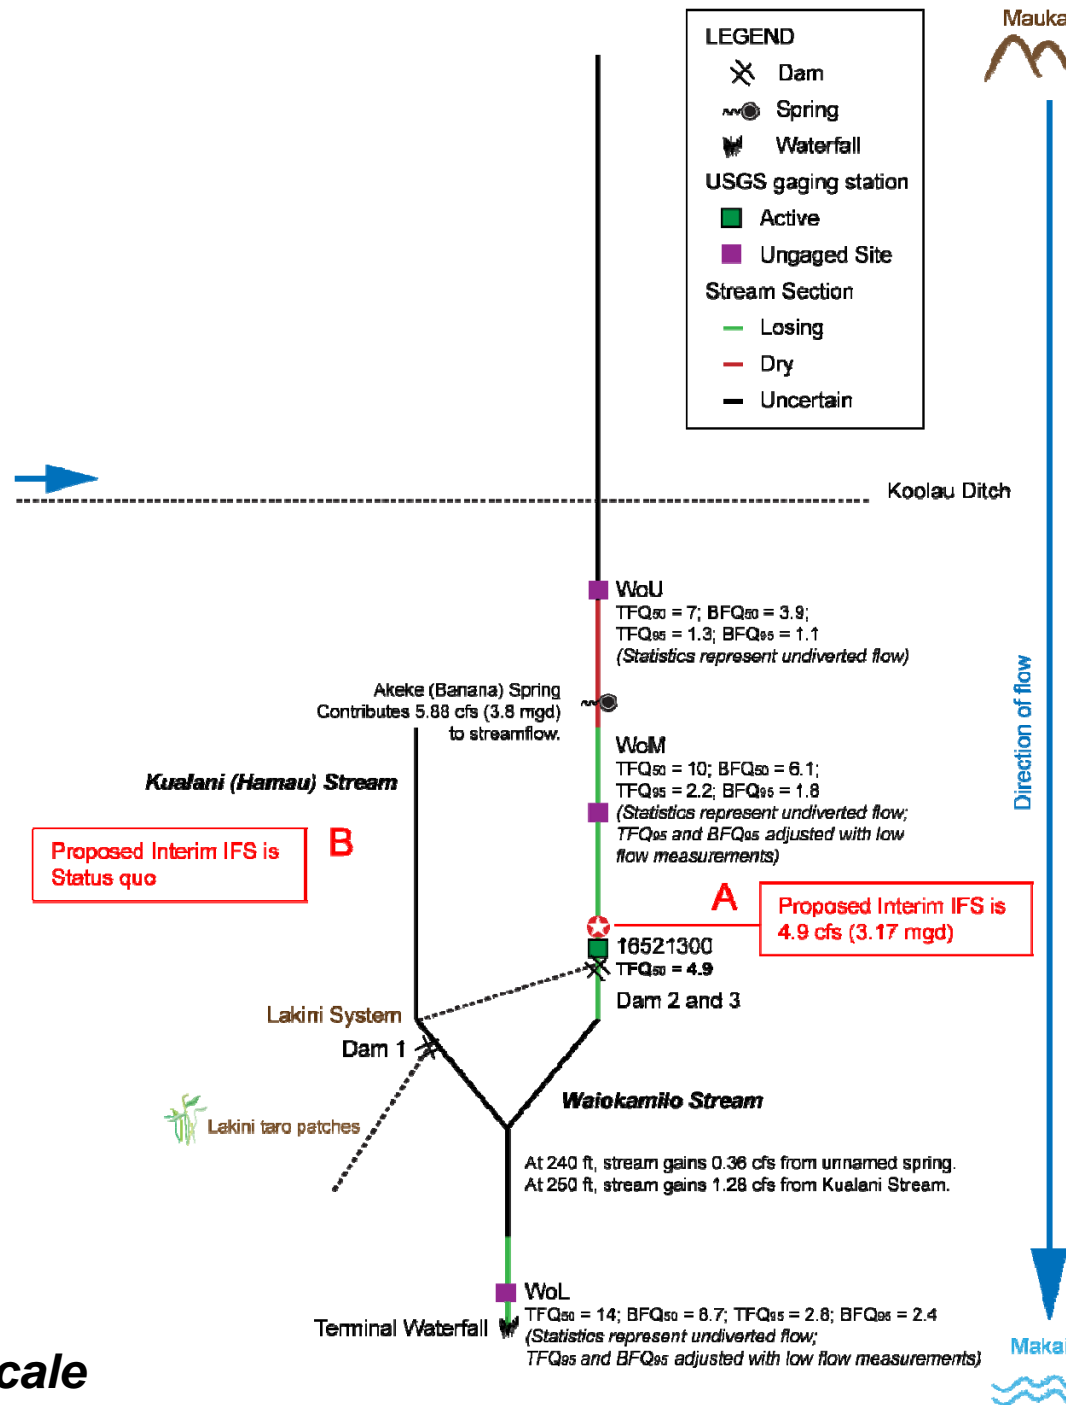 Mauka
LEGEND
Dam
Spring
Waterfall
USGS gaging station
Active
Ungaged Site
Stream Section
Losing
Dry
Uncertain
Koolau Ditch
WoU
TFQ50 = 7; BFQ50 = 3.9;
TFQ95 = 1.3; BFQ95 = 1.1
(Statistics represent undiverted flow)
Akeke (Banana) Spring
Contributes 5.88 cfs (3.8 mgd)
to streamflow.
WoM
TFQ50 = 10; BFQ50 = 6.1;
TFQ95 = 2.2; BFQ95 = 1.8
(Statistics represent undiverted flow;
TFQ95 and BFQ95 adjusted with low
flow measurements)
Kualani (Hamau) Stream
Direction of flow
B
Proposed Interim IFS is
Status quo
A
Proposed Interim IFS is
4.9 cfs (3.17 mgd)
16521300
TFQ50 = 4.9
Dam 2 and 3
Lakini System
Dam 1
Waiokamilo Stream
Lakini taro patches
At 240 ft, stream gains 0.36 cfs from unnamed spring.
At 250 ft, stream gains 1.28 cfs from Kualani Stream.
WoL
TFQ50 = 14; BFQ50 = 8.7; TFQ95 = 2.8; BFQ95 = 2.4
(Statistics represent undiverted flow;
TFQ95 and BFQ95 adjusted with low flow measurements)
Terminal Waterfall
Makai
cale